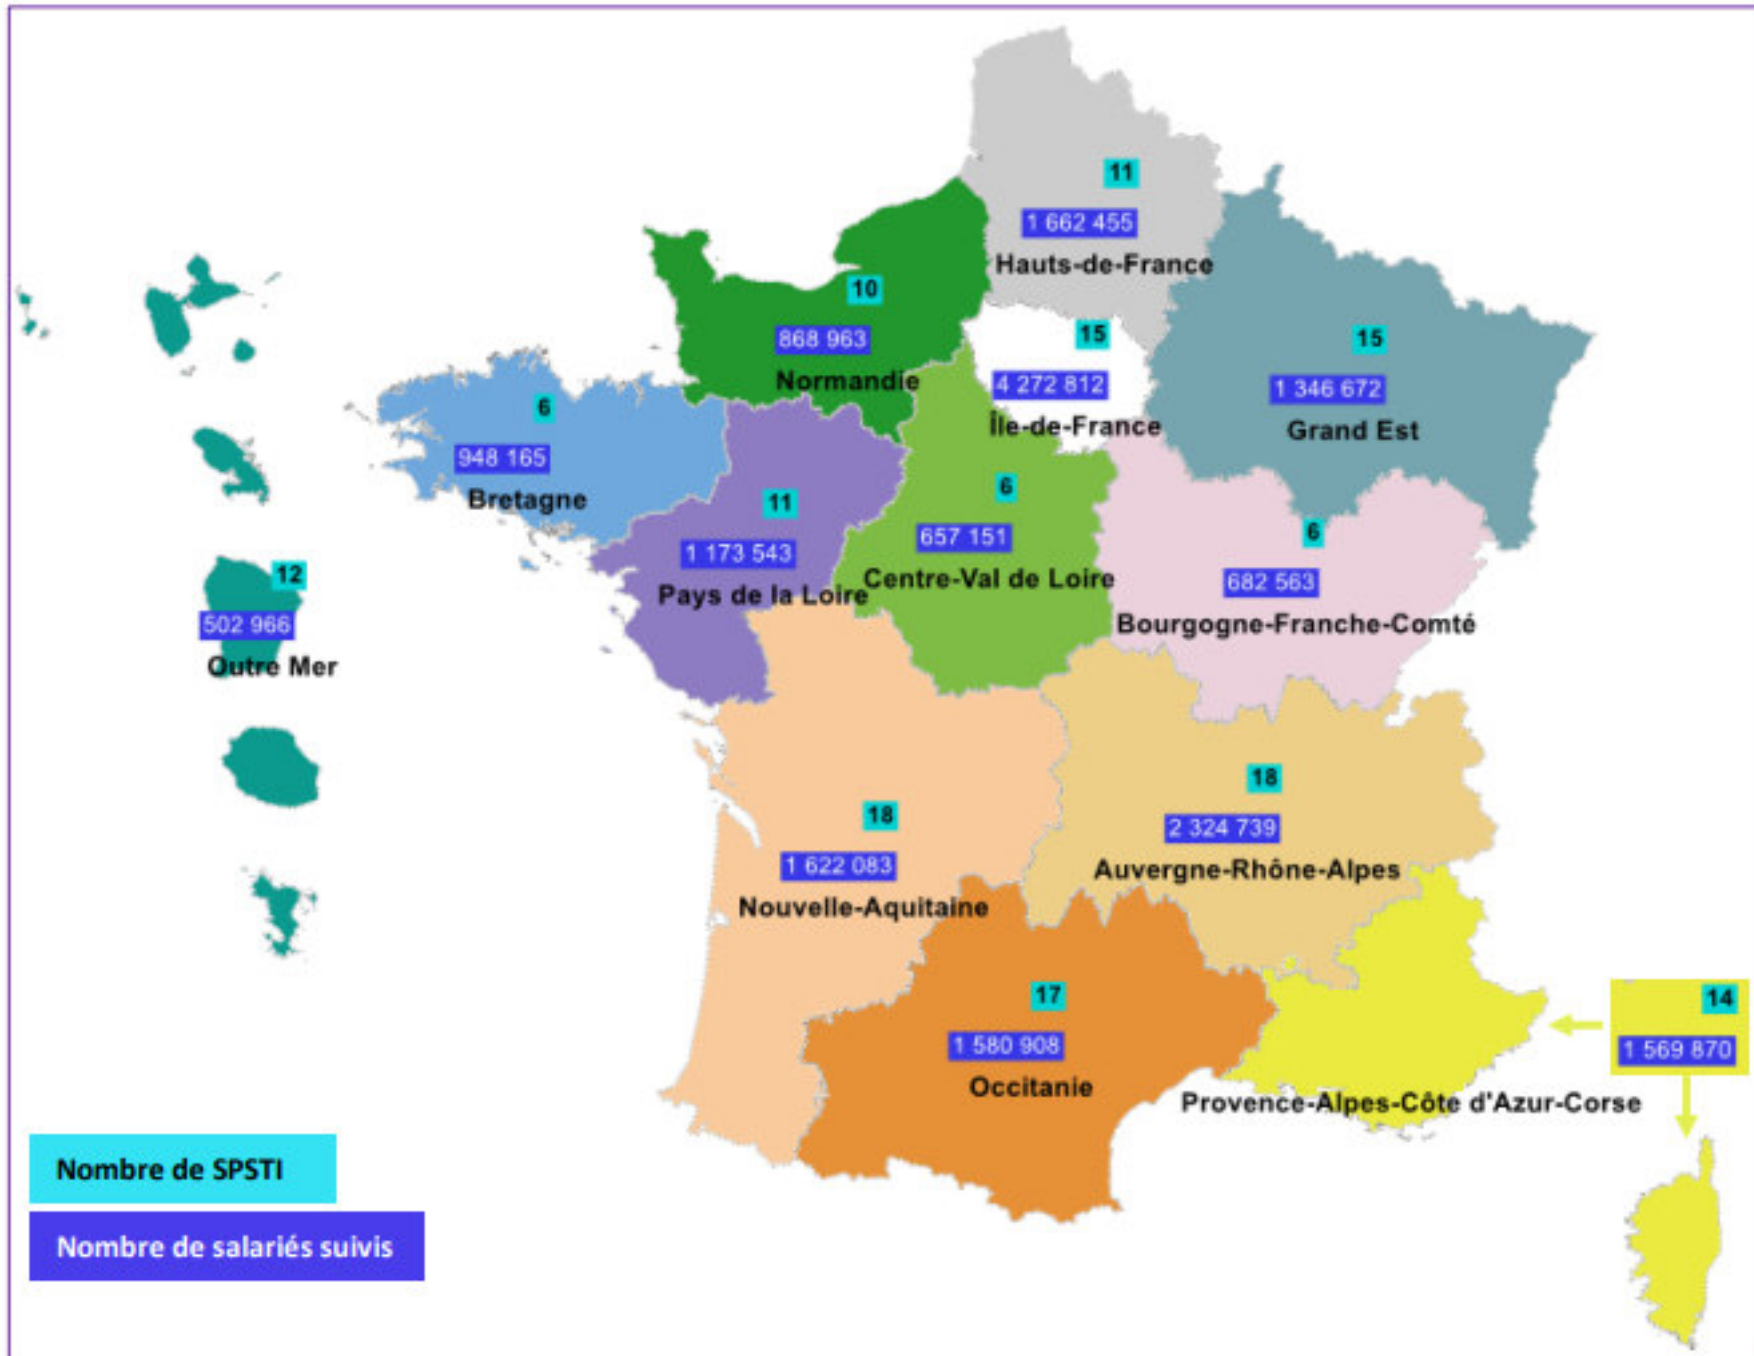 11
1 662 455
Hauts-de-France
10
868 963
Normandie
15
4 272 812
Île-de-France
15
1 346 672
Grand Est
6
948 165
Bretagne
11
1 173 543
Pays de la Loire
6
657 151
Centre-Val de Loire
6
682 563
Bourgogne-Franche-Comté
12
502 966
Outre Mer
18
1 622 083
Nouvelle-Aquitaine
18
2 324 739
Auvergne-Rhône-Alpes
17
1 580 908
Occitanie
14
1 569 870
Provence-Alpes-Côte d'Azur-Corse
Nombre de SPSTI
Nombre de salariés suivis